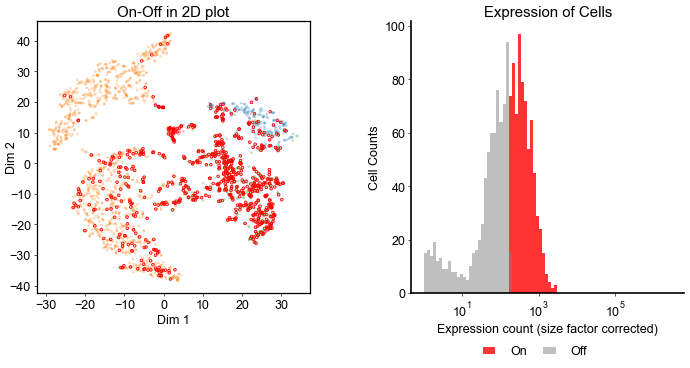 On-Off in 2D plot
Dim 2
40
30
20
10
0
−10
−20
−30
−40
−30 −20 −10 0 10 20 30
Dim 1
Expression of Cells
Cell Counts
100
80
60
40
20
0
10^1 10^3 10^5
Expression count (size factor corrected)
On Off